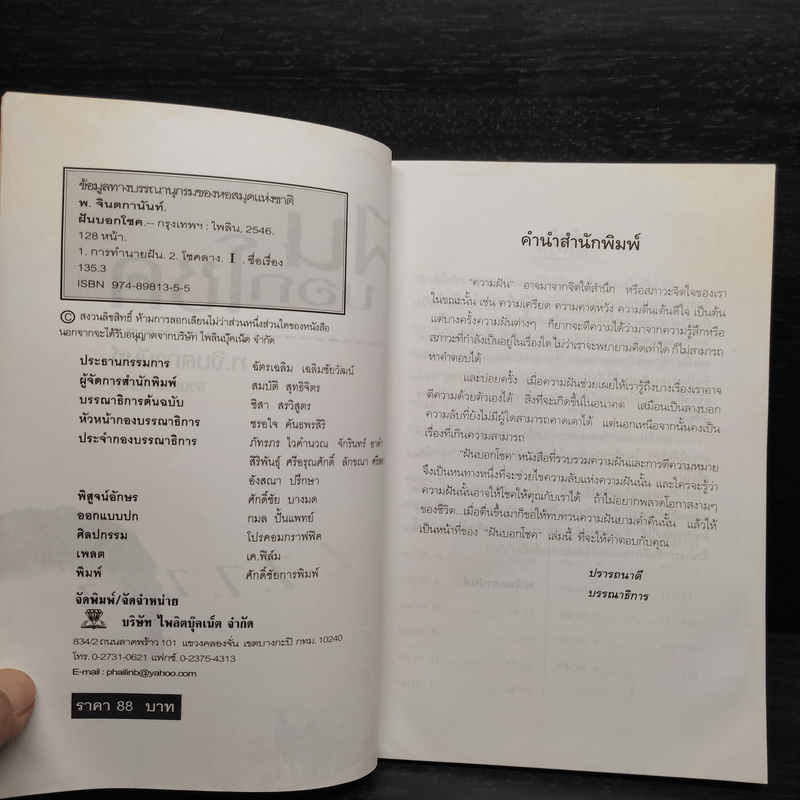 ข้อมูลทางบรรณานุกรมของหอสมุดแห่งชาติ
พ. จินตกานันท์.
ฝันบอกโชค.-- กรุงเทพฯ : ไพลิน, 2546.
128 หน้า.
1. การทำนายฝัน. 2. โชคลาง. I . ชื่อเรื่อง
135.3
ISBN 974-89813-5-5
© สงวนลิขสิทธิ์ ห้ามการลอกเลียนไม่ว่าส่วนหนึ่งส่วนใดของหนังสือ
นอกจากจะได้รับอนุญาตจากบริษัท ไพลินบุ๊คเน็ต จำกัด
ประธานกรรมการ ฉัตรเฉลิม เฉลิมชัยวัฒน์
ผู้จัดการสำนักพิมพ์ สมบัติ สุทธิจิตร
บรรณาธิการต้นฉบับ ชิสา สรวิสูตร
หัวหน้ากองบรรณาธิการ ชรอใจ คันธพรสิริ
ประจำกองบรรณาธิการ ภัทรภร ไวคำนวณ จักรินทร์
สิริพันธุ์ ศรีอรุณศักดิ์ ลักขณา
อังสณา ปรึกษา
พิสูจน์อักษร ศักดิ์ชัย บางมด
ออกแบบปก กมล ปั้นแพทย์
ศิลปกรรม โปรคอมกราฟฟิค
เพลต เค.ฟิล์ม
พิมพ์ ศักดิ์ชัยการพิมพ์
จัดพิมพ์/จัดจำหน่าย
บริษัท ไพลินบุ๊คเน็ต จำกัด
834/2 ถนนลาดพร้าว 101 แขวงคลองจั่น เขตบางกะปิ กทม. 10240
โทร. 0-2731-0621 แฟกซ์. 0-2375-4313
E-mail : phailinb@yahoo.com
ราคา 88 บาท
คำนำสำนักพิมพ์
"ความฝัน" อาจมาจากจิตใต้สำนึก หรือสภาวะจิตใจของเรา
ในขณะนั้น เช่น ความเครียด ความคาดหวัง ความตื่นเต้นดีใจ เป็นต้น
แต่บางครั้งความฝันต่างๆ ก็ยากจะตีความได้ว่ามาจากความรู้สึกหรือ
สภาวะที่กำลังเป็นอยู่ในเรื่องใด ไม่ว่าเราจะพยายามคิดเท่าใด ก็ไม่สามารถ
หาคำตอบได้
และบ่อยครั้ง เมื่อความฝันช่วยเผยให้เรารู้ถึงบางเรื่องเราอาจ
ตีความด้วยตัวเองได้ สิ่งที่จะเกิดขึ้นในอนาคต เสมือนเป็นลางบอก
ความลับที่ยังไม่มีผู้ใดสามารถคาดเดาได้ แต่นอกเหนือจากนั้นคงเป็น
เรื่องที่เกินความสามารถ
"ฝันบอกโชค" หนังสือที่รวบรวมความฝันและการตีความหมาย
จึงเป็นหนทางหนึ่งที่จะช่วยไขความลับแห่งความฝันนั้น และใครจะรู้ว่า
ความฝันนั้นอาจให้โชคให้คุณกับเราได้ ถ้าไม่อยากพลาดโอกาสงามๆ
ของชีวิต...เมื่อตื่นขึ้นมาก็ขอให้ทบทวนความฝันยามค่ำคืนนั้น แล้วให้
เป็นหน้าที่ของ "ฝันบอกโชค" เล่มนี้ ที่จะให้คำตอบกับคุณ
ปรารถนาดี
บรรณาธิการ